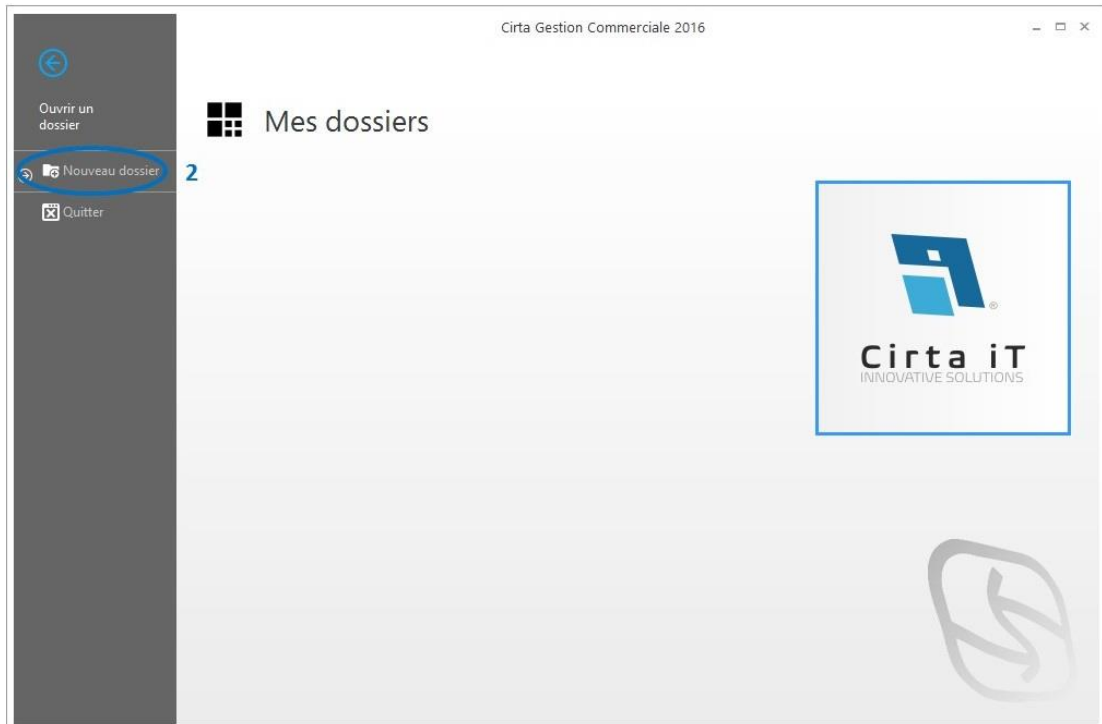 Cirta Gestion Commerciale 2016
Ouvrir un
dossier
Mes dossiers
Nouveau dossier
2
Quitter
Cirta iT
INNOVATIVE SOLUTIONS